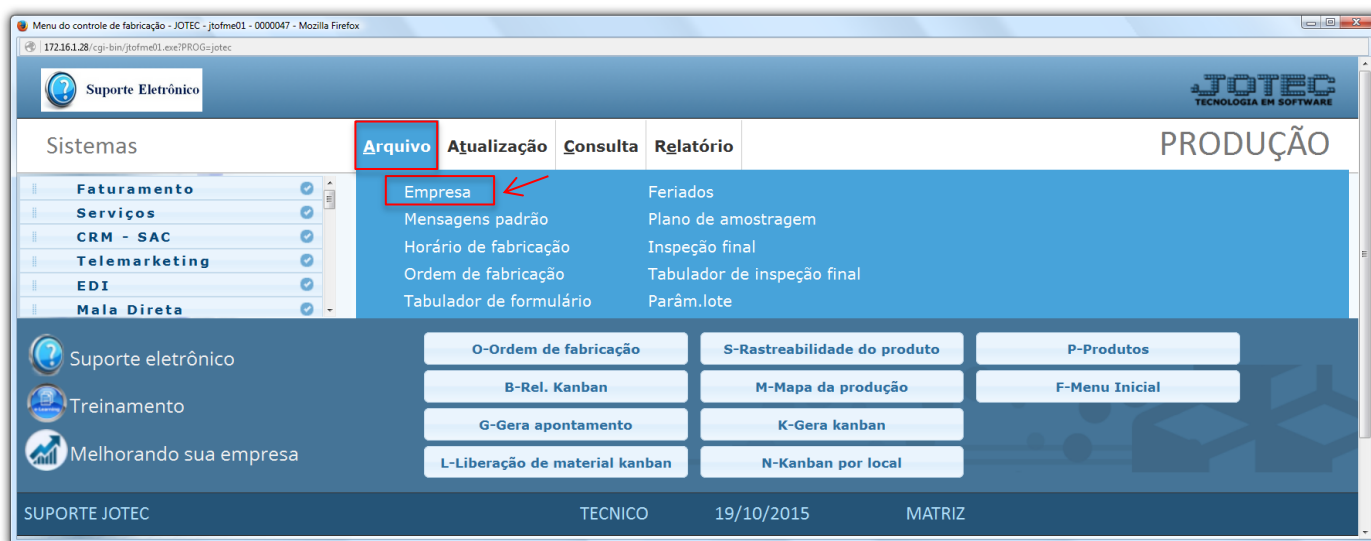 Menu do controle de fabricação - JOTEC - jtofme01 - 0000047 - Mozilla Firefox
172.16.1.28/cgi-bin/jtofme01.exe?PROG=jotec
Suporte Eletrônico
JOTEC
TECNOLOGIA EM SOFTWARE
Sistemas
Arquivo Atualização Consulta Relatório
PRODUÇÃO
Faturamento
Serviços
CRM - SAC
Telemarketing
EDI
Mala Direta
Empresa Feriados
Mensagens padrão Plano de amostragem
Horário de fabricação Inspeção final
Ordem de fabricação Tabulador de inspeção final
Tabulador de formulário Parâm.lote
Suporte eletrônico
Treinamento
Melhorando sua empresa
O-Ordem de fabricação S-Rastreabilidade do produto P-Produtos
B-Rel. Kanban M-Mapa da produção F-Menu Inicial
G-Gera apontamento K-Gera kanban
L-Liberação de material kanban N-Kanban por local
SUPORTE JOTEC TECNICO 19/10/2015 MATRIZ